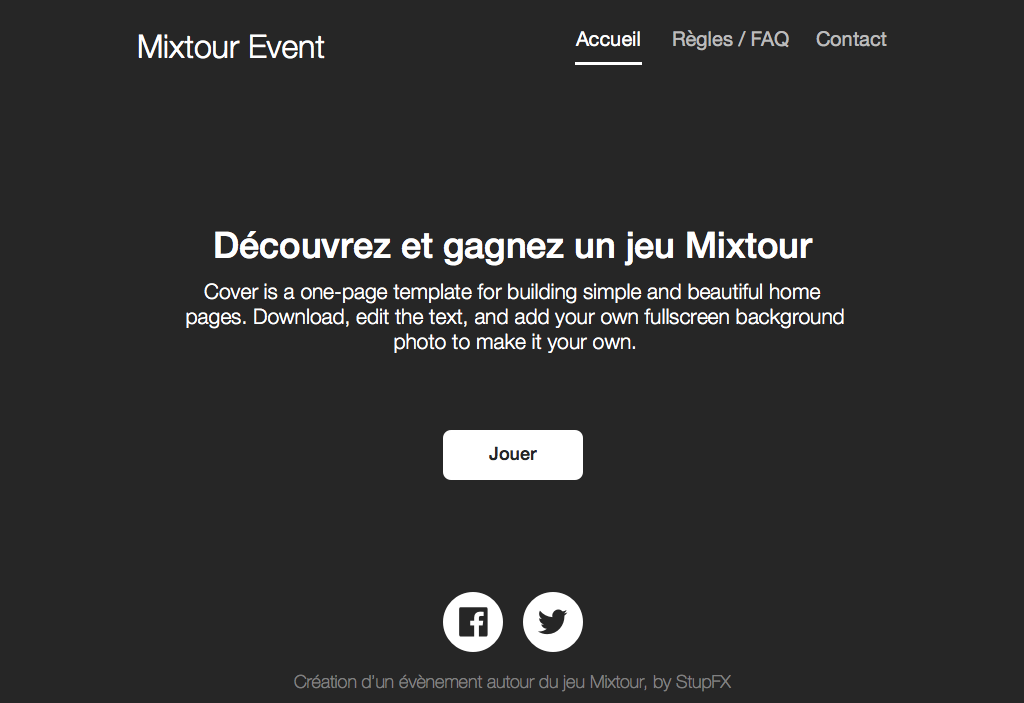 Mixtour Event
Accueil Règles / FAQ Contact
Découvrez et gagnez un jeu Mixtour
Cover is a one-page template for building simple and beautiful home
pages. Download, edit the text, and add your own fullscreen background
photo to make it your own.
Jouer
Création d'un évènement autour du jeu Mixtour, by StupFX